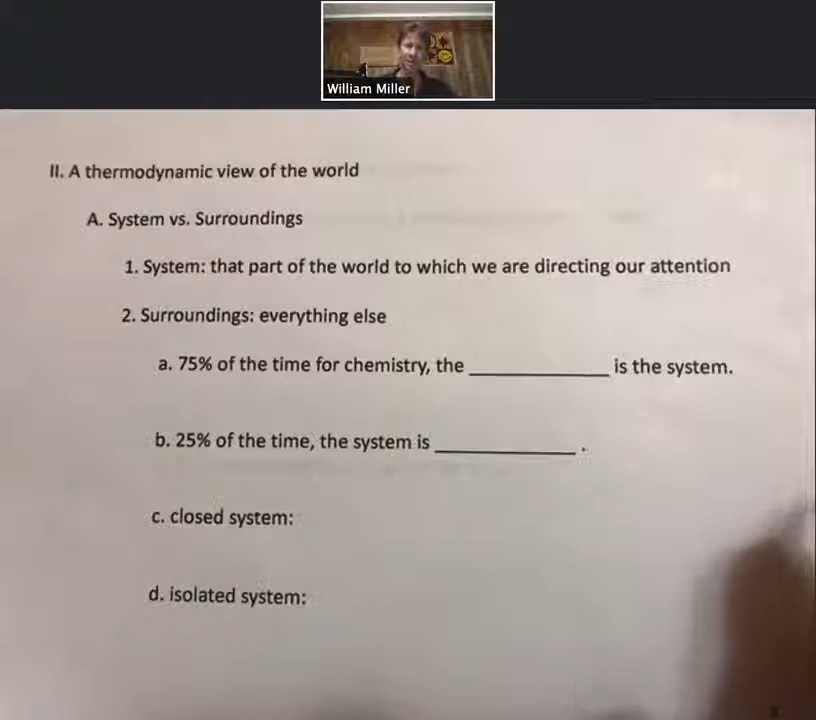 William Miller
II. A thermodynamic view of the world
A. System vs. Surroundings
1. System: that part of the world to which we are directing our attention
2. Surroundings: everything else
a. 75% of the time for chemistry, the ______________ is the system.
b. 25% of the time, the system is ______________ .
c. closed system:
d. isolated system: